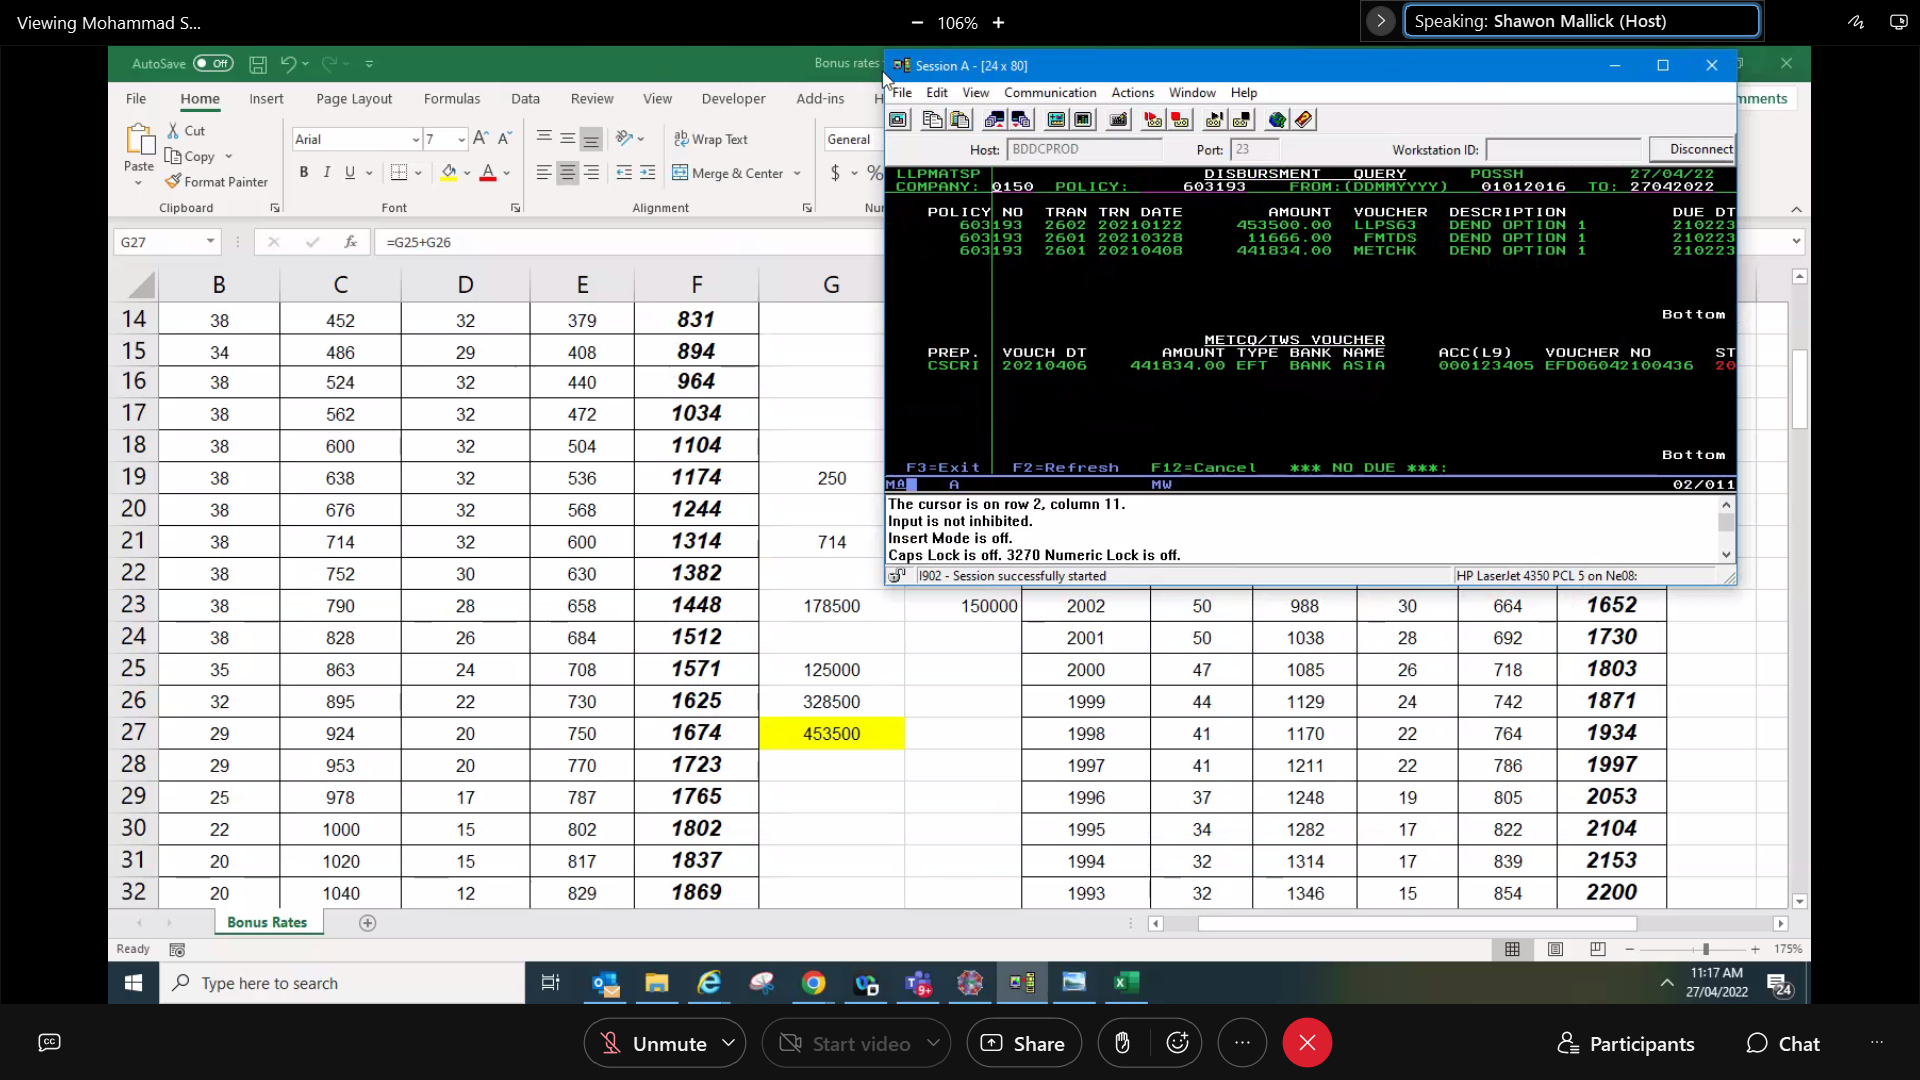 Viewing Mohammad S...
106%
Speaking: Shawon Mallick (Host)
AutoSave Off
Bonus rates
File Home Insert Page Layout Formulas Data Review View Developer Add-ins
mments
Paste
Cut
Copy
Format Painter
Clipboard
Arial 7
B I U
Font
Wrap Text
Merge & Center
Alignment
General
$ %
Nu
G27 fx =G25+G26
B C D E F G
14 38 452 32 379 831
15 34 486 29 408 894
16 38 524 32 440 964
17 38 562 32 472 1034
18 38 600 32 504 1104
19 38 638 32 536 1174 250
20 38 676 32 568 1244
21 38 714 32 600 1314 714
22 38 752 30 630 1382
23 38 790 28 658 1448 178500 150000 2002 50 988 30 664 1652
24 38 828 26 684 1512 2001 50 1038 28 692 1730
25 35 863 24 708 1571 125000 2000 47 1085 26 718 1803
26 32 895 22 730 1625 328500 1999 44 1129 24 742 1871
27 29 924 20 750 1674 453500 1998 41 1170 22 764 1934
28 29 953 20 770 1723 1997 41 1211 22 786 1997
29 25 978 17 787 1765 1996 37 1248 19 805 2053
30 22 1000 15 802 1802 1995 34 1282 17 822 2104
31 20 1020 15 817 1837 1994 32 1314 17 839 2153
32 20 1040 12 829 1869 1993 32 1346 15 854 2200
Session A - [24 x 80]
File Edit View Communication Actions Window Help
Host: BDDCPROD Port: 23 Workstation ID: Disconnect
LLPMATSP DISBURSMENT QUERY POSSH 27/04/22
COMPANY: 0150 POLICY: 603193 FROM:(DDMMYYYY) 01012016 TO: 27042022
POLICY NO TRAN TRN DATE AMOUNT VOUCHER DESCRIPTION DUE DT
603193 2602 20210122 453500.00 LLPS63 DEND OPTION 1 210223
603193 2601 20210328 11666.00 FMTDS DEND OPTION 1 210223
603193 2601 20210408 441834.00 METCHK DEND OPTION 1 210223
Bottom
METCQ/TWS VOUCHER
PREP. VOUCH DT AMOUNT TYPE BANK NAME ACC(L9) VOUCHER NO ST
CSCRI 20210406 441834.00 EFT BANK ASIA 000123405 EFD06042100436 20
Bottom
F3=Exit F2=Refresh F12=Cancel *** NO DUE ***:
MA A MW 02/011
The cursor is on row 2, column 11.
Input is not inhibited.
Insert Mode is off.
Caps Lock is off. 3270 Numeric Lock is off.
I902 - Session successfully started HP LaserJet 4350 PCL 5 on Ne08:
Bonus Rates
Ready 175%
Type here to search
9+
11:17 AM
27/04/2022
24
Unmute Start video Share Participants Chat